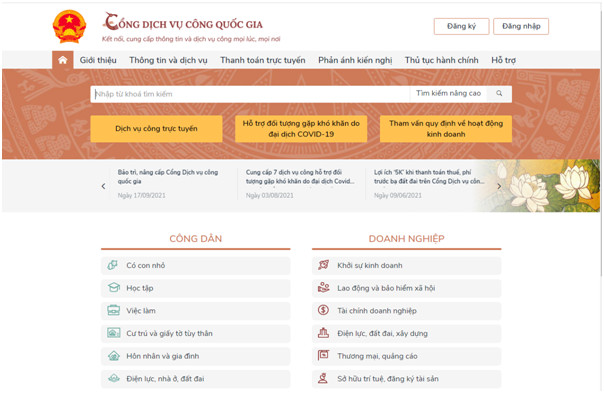 CỔNG DỊCH VỤ CÔNG QUỐC GIA
Kết nối, cung cấp thông tin và dịch vụ công mọi lúc, mọi nơi
Đăng ký
Đăng nhập
Giới thiệu
Thông tin và dịch vụ
Thanh toán trực tuyến
Phản ánh kiến nghị
Thủ tục hành chính
Hỗ trợ
Nhập từ khoá tìm kiếm
Tìm kiếm nâng cao
Dịch vụ công trực tuyến
Hỗ trợ đối tượng gặp khó khăn do
đại dịch COVID-19
Tham vấn quy định về hoạt động
kinh doanh
Bảo trì, nâng cấp Cổng Dịch vụ công
quốc gia
Ngày 17/09/2021
Cung cấp 7 dịch vụ công hỗ trợ đối
tượng gặp khó khăn do đại dịch Covid...
Ngày 03/08/2021
Lợi ích '5K' khi thanh toán thuế, phí
trước bạ đất đai trên Cổng Dịch vụ côn...
Ngày 09/06/2021
CÔNG DÂN
Có con nhỏ
Học tập
Việc làm
Cư trú và giấy tờ tùy thân
Hôn nhân và gia đình
Điện lực, nhà ở, đất đai
DOANH NGHIỆP
Khởi sự kinh doanh
Lao động và bảo hiểm xã hội
Tài chính doanh nghiệp
Điện lực, đất đai, xây dựng
Thương mại, quảng cáo
Sở hữu trí tuệ, đăng ký tài sản